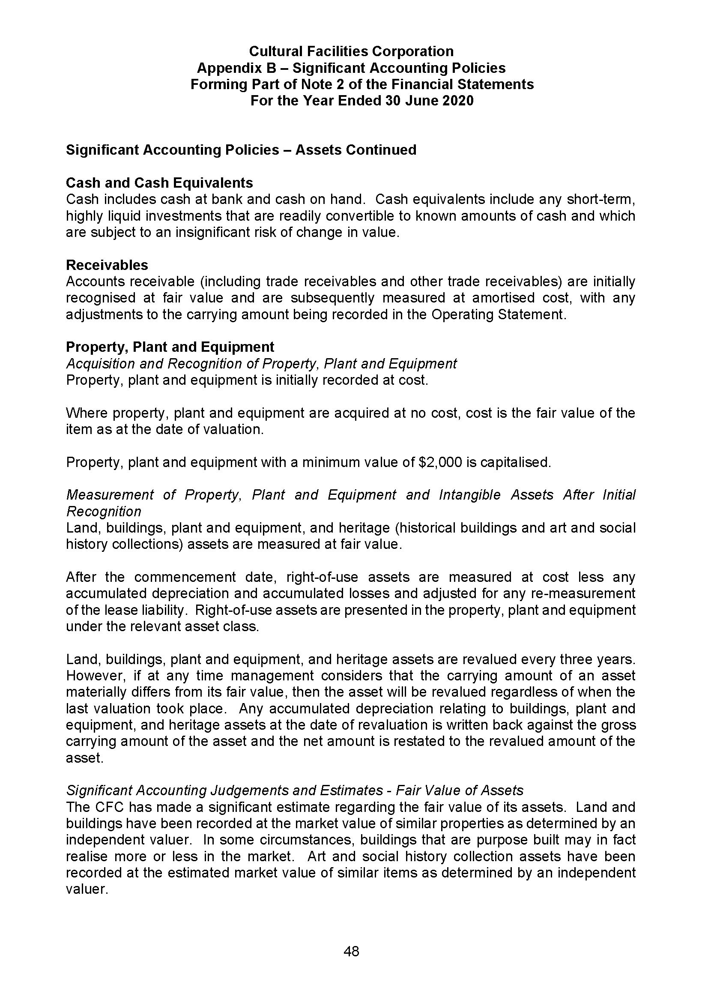 Cultural Facilities Corporation
Appendix B – Significant Accounting Policies
Forming Part of Note 2 of the Financial Statements
For the Year Ended 30 June 2020
Significant Accounting Policies – Assets Continued
Cash and Cash Equivalents
Cash includes cash at bank and cash on hand.  Cash equivalents include any short-term,
highly liquid investments that are readily convertible to known amounts of cash and which
are subject to an insignificant risk of change in value.
Receivables
Accounts receivable (including trade receivables and other trade receivables) are initially
recognised at fair value and are subsequently measured at amortised cost, with any
adjustments to the carrying amount being recorded in the Operating Statement.
Property, Plant and Equipment
Acquisition and Recognition of Property, Plant and Equipment
Property, plant and equipment is initially recorded at cost.
Where property, plant and equipment are acquired at no cost, cost is the fair value of the
item as at the date of valuation.
Property, plant and equipment with a minimum value of $2,000 is capitalised.
Measurement of Property, Plant and Equipment and Intangible Assets After Initial
Recognition
Land, buildings, plant and equipment, and heritage (historical buildings and art and social
history collections) assets are measured at fair value.
After the commencement date, right-of-use assets are measured at cost less any
accumulated depreciation and accumulated losses and adjusted for any re-measurement
of the lease liability.  Right-of-use assets are presented in the property, plant and equipment
under the relevant asset class.
Land, buildings, plant and equipment, and heritage assets are revalued every three years.
However, if at any time management considers that the carrying amount of an asset
materially differs from its fair value, then the asset will be revalued regardless of when the
last valuation took place.  Any accumulated depreciation relating to buildings, plant and
equipment, and heritage assets at the date of revaluation is written back against the gross
carrying amount of the asset and the net amount is restated to the revalued amount of the
asset.
Significant Accounting Judgements and Estimates - Fair Value of Assets
The CFC has made a significant estimate regarding the fair value of its assets.  Land and
buildings have been recorded at the market value of similar properties as determined by an
independent valuer.  In some circumstances, buildings that are purpose built may in fact
realise more or less in the market.  Art and social history collection assets have been
recorded at the estimated market value of similar items as determined by an independent
valuer.
48